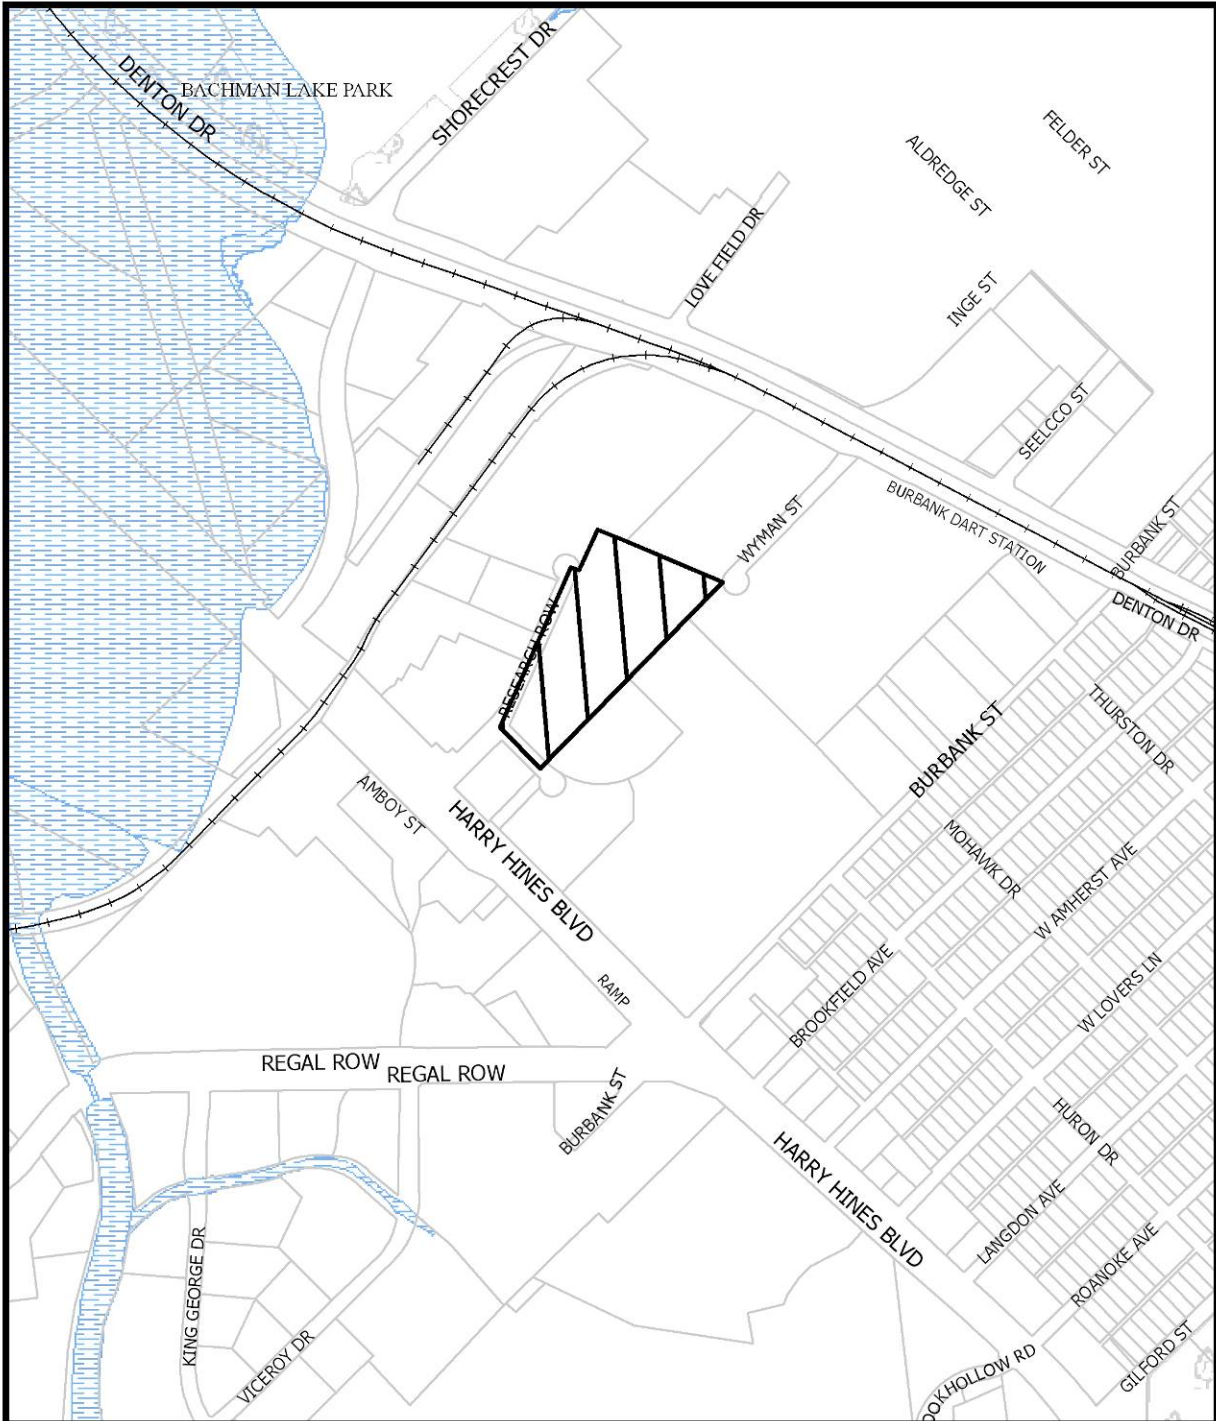 SHORECREST DR
DENTON DR
BACHMAN LAKE PARK
FELDER ST
ALDREDGE ST
LOVE FIELD DR
INGE ST
SEELCCO ST
BURBANK DART STATION
WYMAN ST
BURBANK ST
DENTON DR
RESEARCH ROW
THURSTON DR
BURBANK ST
AMBOY ST
HARRY HINES BLVD
MOHAWK DR
W AMHERST AVE
BROOKFIELD AVE
W LOVERS LN
RAMP
REGAL ROW
REGAL ROW
BURBANK ST
HURON DR
HARRY HINES BLVD
LANGDON AVE
ROANOKE AVE
KING GEORGE DR
VICEROY DR
GILFORD ST
OOKHOLLOW RD